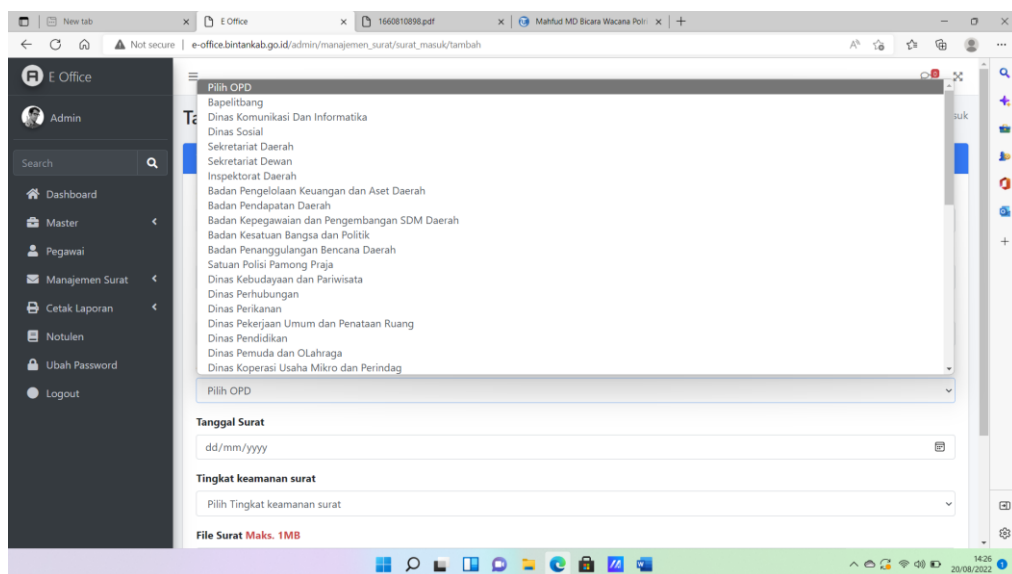 New tab
E Office
1660810898.pdf
Mahfud MD Bicara Wacana Polri
Not secure
e-office.bintankab.go.id/admin/manajemen_surat/surat_masuk/tambah
E Office
Admin
Search
Dashboard
Master
Pegawai
Manajemen Surat
Cetak Laporan
Notulen
Ubah Password
Logout
Ta
suk
Pilih OPD
Bapelitbang
Dinas Komunikasi Dan Informatika
Dinas Sosial
Sekretariat Daerah
Sekretariat Dewan
Inspektorat Daerah
Badan Pengelolaan Keuangan dan Aset Daerah
Badan Pendapatan Daerah
Badan Kepegawaian dan Pengembangan SDM Daerah
Badan Kesatuan Bangsa dan Politik
Badan Penanggulangan Bencana Daerah
Satuan Polisi Pamong Praja
Dinas Kebudayaan dan Pariwisata
Dinas Perhubungan
Dinas Perikanan
Dinas Pekerjaan Umum dan Penataan Ruang
Dinas Pendidikan
Dinas Pemuda dan OLahraga
Dinas Koperasi Usaha Mikro dan Perindag
Pilih OPD
Tanggal Surat
dd/mm/yyyy
Tingkat keamanan surat
Pilih Tingkat keamanan surat
File Surat Maks. 1MB
14:26
20/08/2022